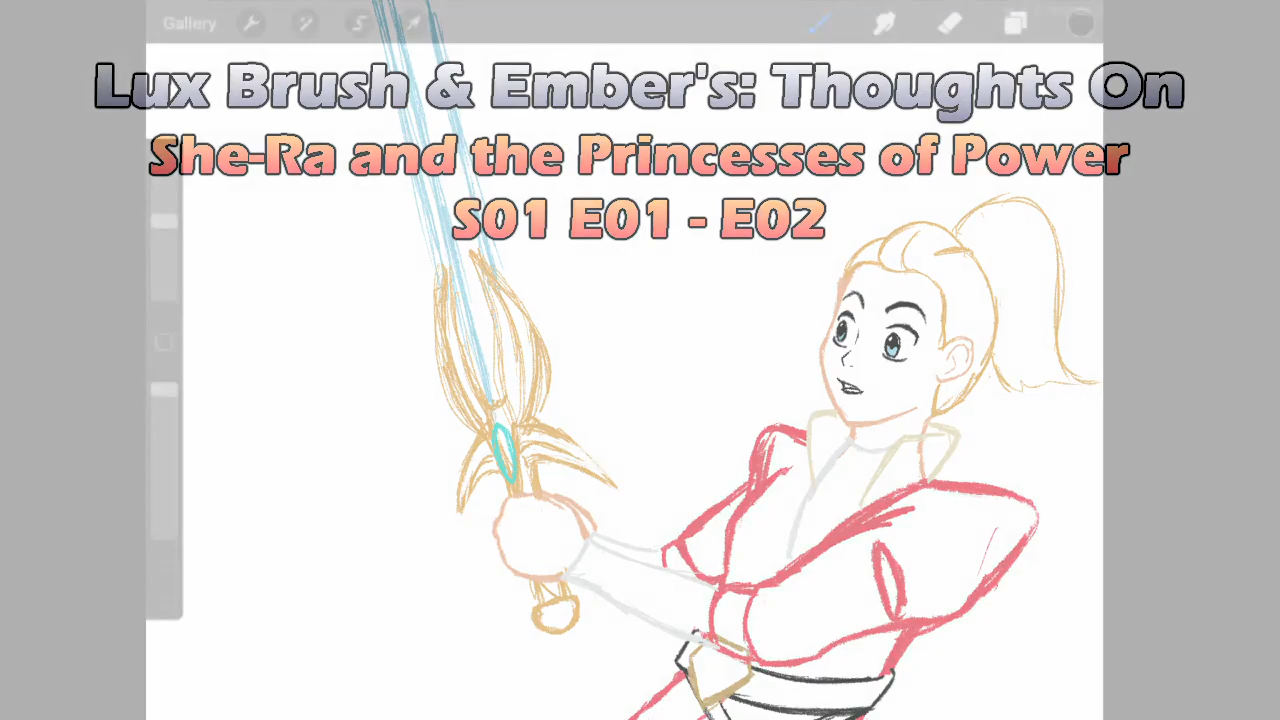 Gallery
Lux Brush & Ember's: Thoughts On
She-Ra and the Princesses of Power
S01 E01 - E02